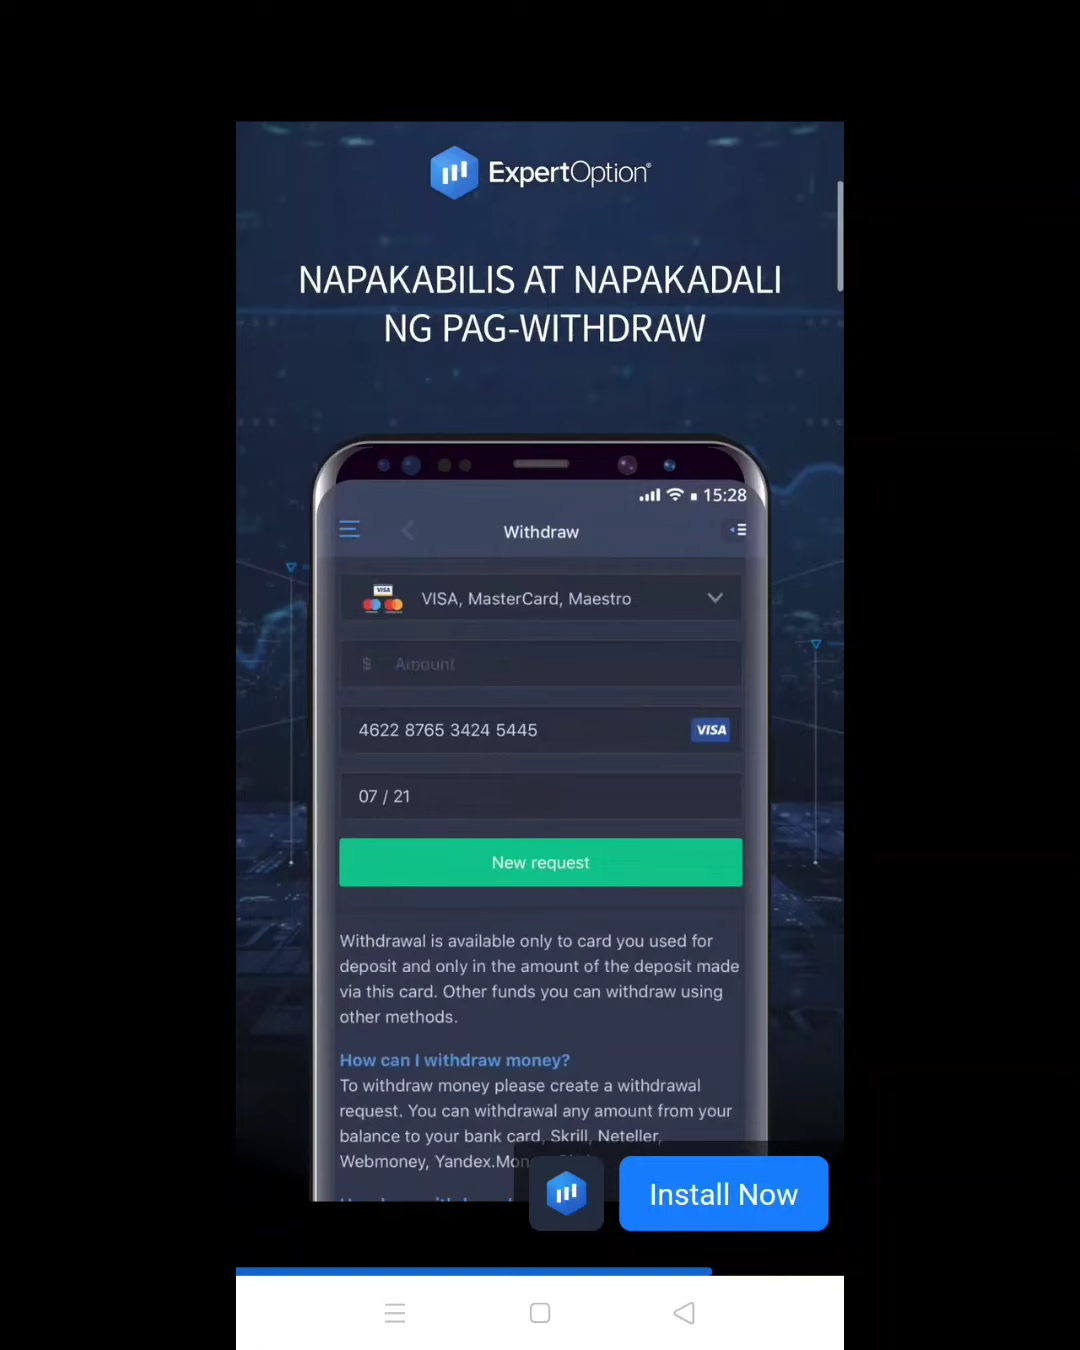 ExpertOption®
NAPAKABILIS AT NAPAKADALI
NG PAG-WITHDRAW
15:28
Withdraw
VISA
VISA, MasterCard, Maestro
$ Amount
4622 8765 3424 5445
VISA
07 / 21
New request
Withdrawal is available only to card you used for
deposit and only in the amount of the deposit made
via this card. Other funds you can withdraw using
other methods.
How can I withdraw money?
To withdraw money please create a withdrawal
request. You can withdrawal any amount from your
balance to your bank card, Skrill, Neteller,
Webmoney,
Install Now